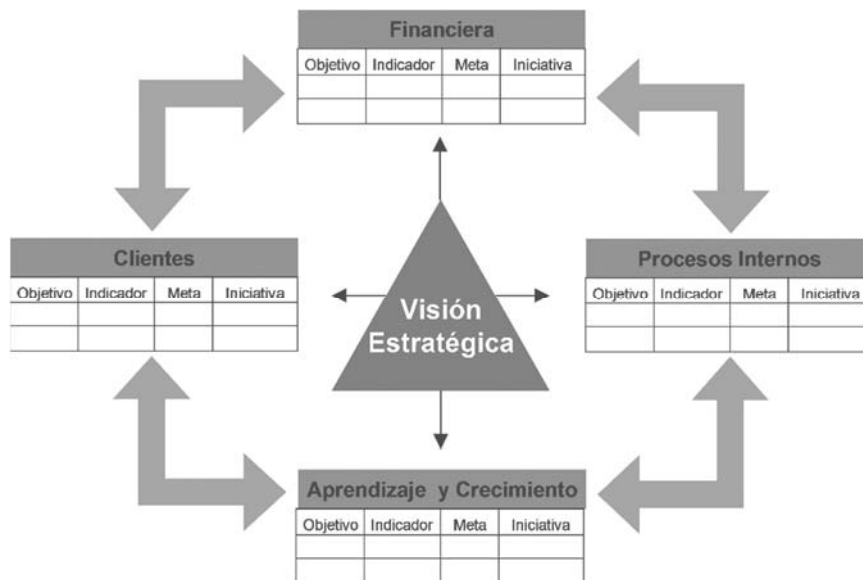 Financiera
Objetivo Indicador Meta Iniciativa
Clientes
Objetivo Indicador Meta Iniciativa
Visión
Estratégica
Procesos Internos
Objetivo Indicador Meta Iniciativa
Aprendizaje y Crecimiento
Objetivo Indicador Meta Iniciativa